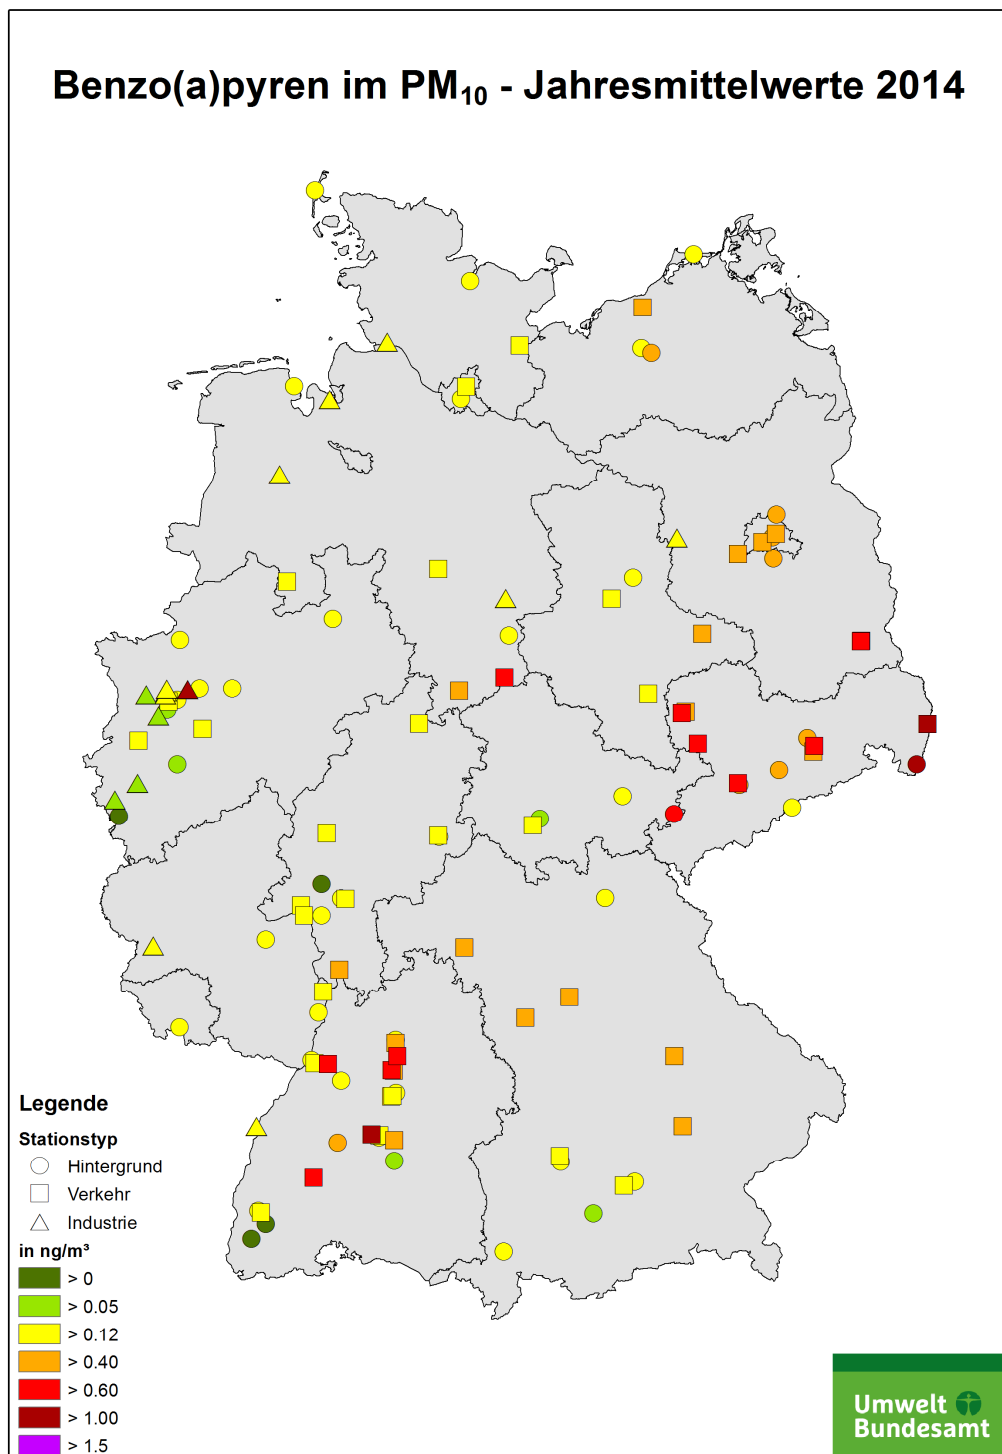 Benzo(a)pyren im PM₁₀ - Jahresmittelwerte 2014
Legende
Stationstyp
Hintergrund
Verkehr
Industrie
in ng/m³
> 0
> 0.05
> 0.12
> 0.40
> 0.60
> 1.00
> 1.5
Umwelt
Bundesamt